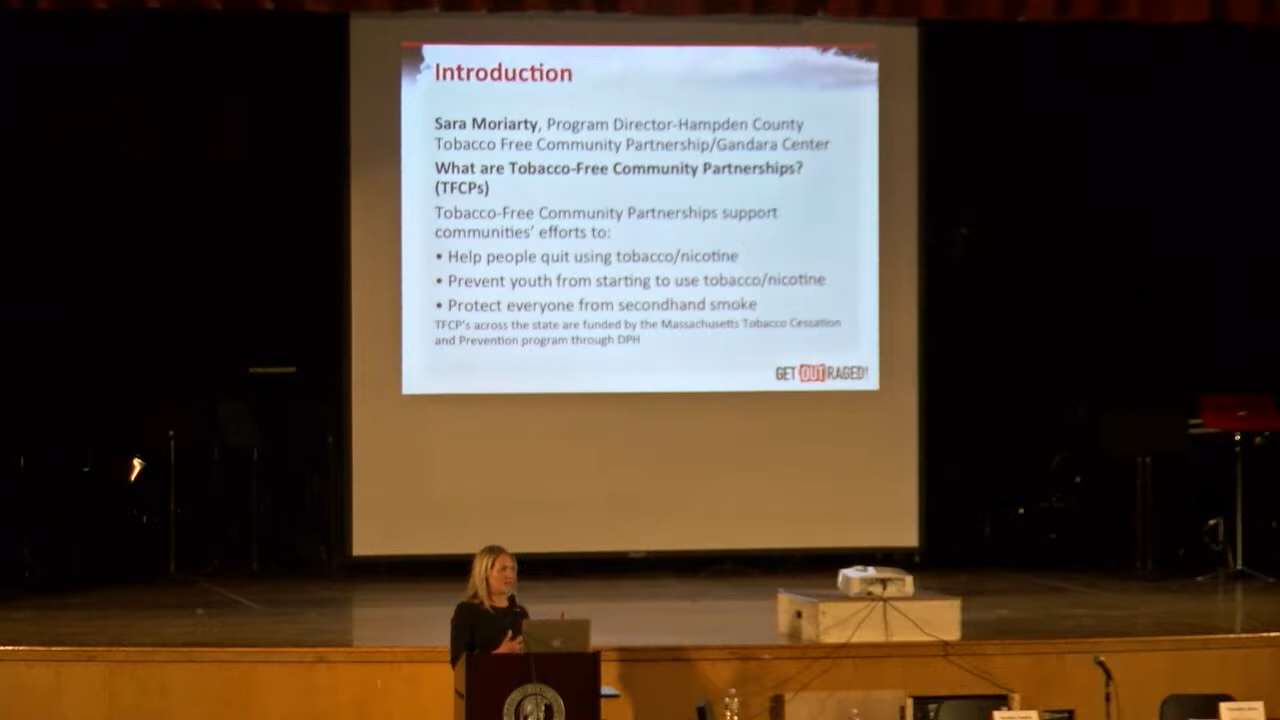 Introduction
Sara Moriarty, Program Director-Hampden County
Tobacco Free Community Partnership/Gandara Center
What are Tobacco-Free Community Partnerships?
(TFCPs)
Tobacco-Free Community Partnerships support
communities’ efforts to:
• Help people quit using tobacco/nicotine
• Prevent youth from starting to use tobacco/nicotine
• Protect everyone from secondhand smoke
TFCP’s across the state are funded by the Massachusetts Tobacco Cessation
and Prevention program through DPH
GET OUTRAGED!